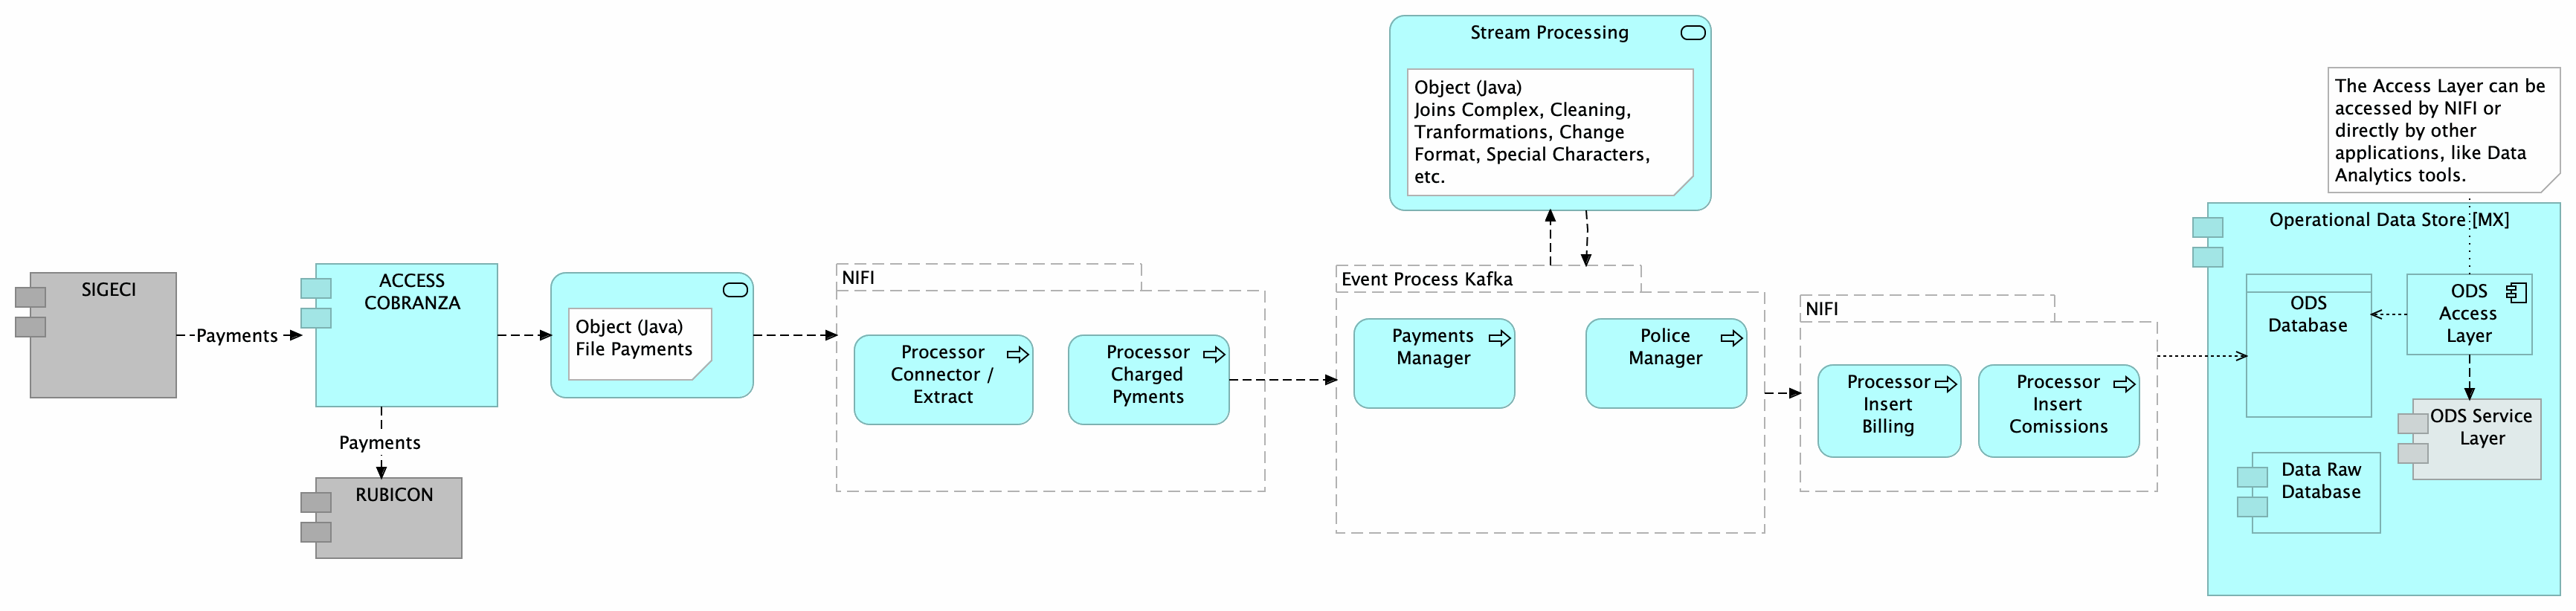 SIGECI
Payments
ACCESS
COBRANZA
Payments
RUBICON
Object (Java)
File Payments
NIFI
Processor
Connector /
Extract
Processor
Charged
Pyments
Stream Processing
Object (Java)
Joins Complex, Cleaning,
Tranformations, Change
Format, Special Characters,
etc.
Event Process Kafka
Payments
Manager
Police
Manager
NIFI
Processor
Insert
Billing
Processor
Insert
Comissions
The Access Layer can be
accessed by NIFI or
directly by other
applications, like Data
Analytics tools.
Operational Data Store [MX]
ODS
Database
ODS
Access
Layer
ODS Service
Layer
Data Raw
Database